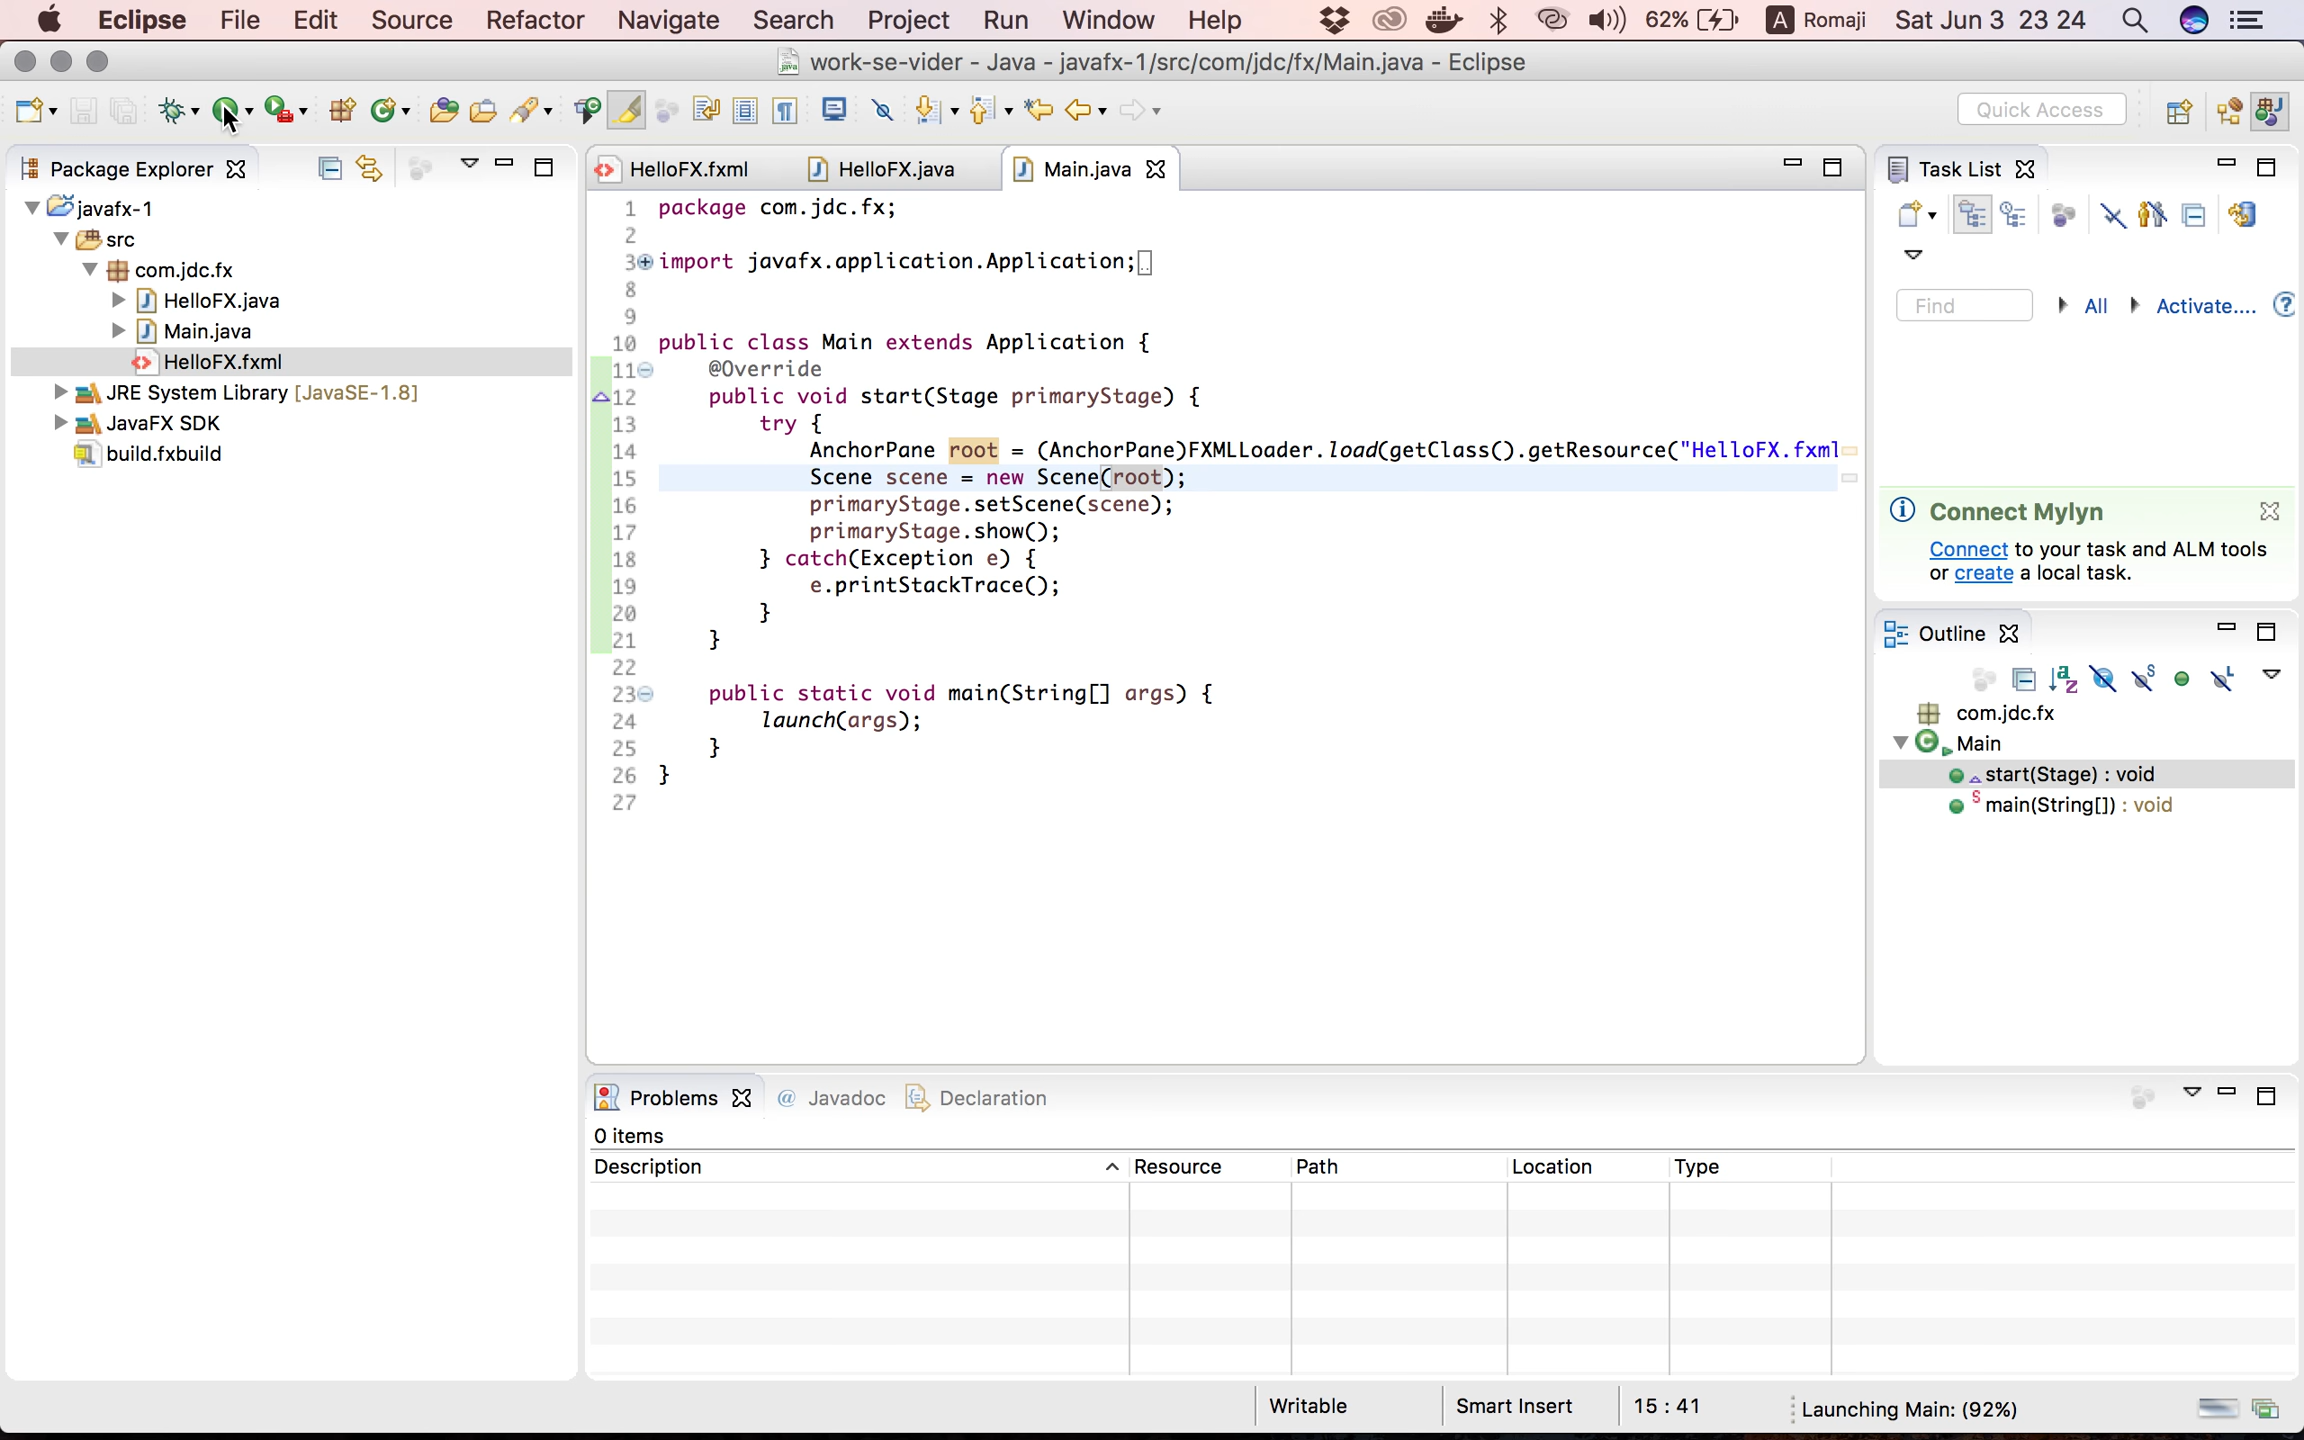 Eclipse File Edit Source Refactor Navigate Search Project Run Window Help 62% A Romaji Sat Jun 3 23 24
work-se-vider - Java - javafx-1/src/com/jdc/fx/Main.java - Eclipse
Quick Access
Package Explorer
javafx-1
src
com.jdc.fx
HelloFX.java
Main.java
HelloFX.fxml
JRE System Library [JavaSE-1.8]
JavaFX SDK
build.fxbuild
HelloFX.fxml HelloFX.java Main.java
1 package com.jdc.fx;
2
3 import javafx.application.Application;
8
9
10 public class Main extends Application {
11 @Override
12 public void start(Stage primaryStage) {
13 try {
14 AnchorPane root = (AnchorPane)FXMLLoader.load(getClass().getResource("HelloFX.fxml
15 Scene scene = new Scene(root);
16 primaryStage.setScene(scene);
17 primaryStage.show();
18 } catch(Exception e) {
19 e.printStackTrace();
20 }
21 }
22
23 public static void main(String[] args) {
24 launch(args);
25 }
26 }
27
Task List
Find All Activate....
Connect Mylyn
Connect to your task and ALM tools
or create a local task.
Outline
com.jdc.fx
Main
start(Stage) : void
main(String[]) : void
Problems @ Javadoc Declaration
0 items
Description Resource Path Location Type
Writable Smart Insert 15 : 41 Launching Main: (92%)